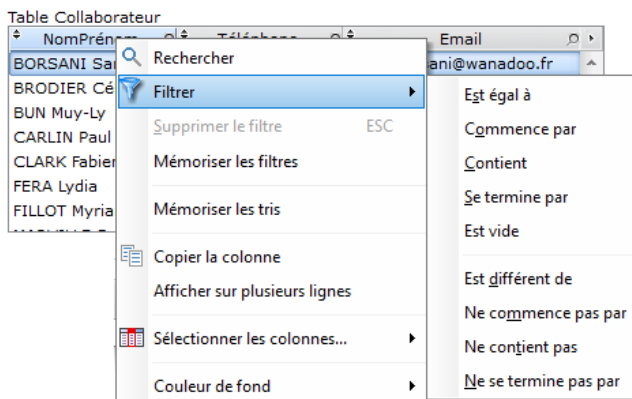 Table Collaborateur
NomPrénom Téléphone Email
BORSANI ani@wanadoo.fr
BRODIER
BUN Muy-Ly
CARLIN Paul
CLARK
FERA Lydia
FILLOT
Rechercher
Filtrer
Supprimer le filtre ESC
Mémoriser les filtres
Mémoriser les tris
Copier la colonne
Afficher sur plusieurs lignes
Sélectionner les colonnes...
Couleur de fond
Est égal à
Commence par
Contient
Se termine par
Est vide
Est différent de
Ne commence pas par
Ne contient pas
Ne se termine pas par